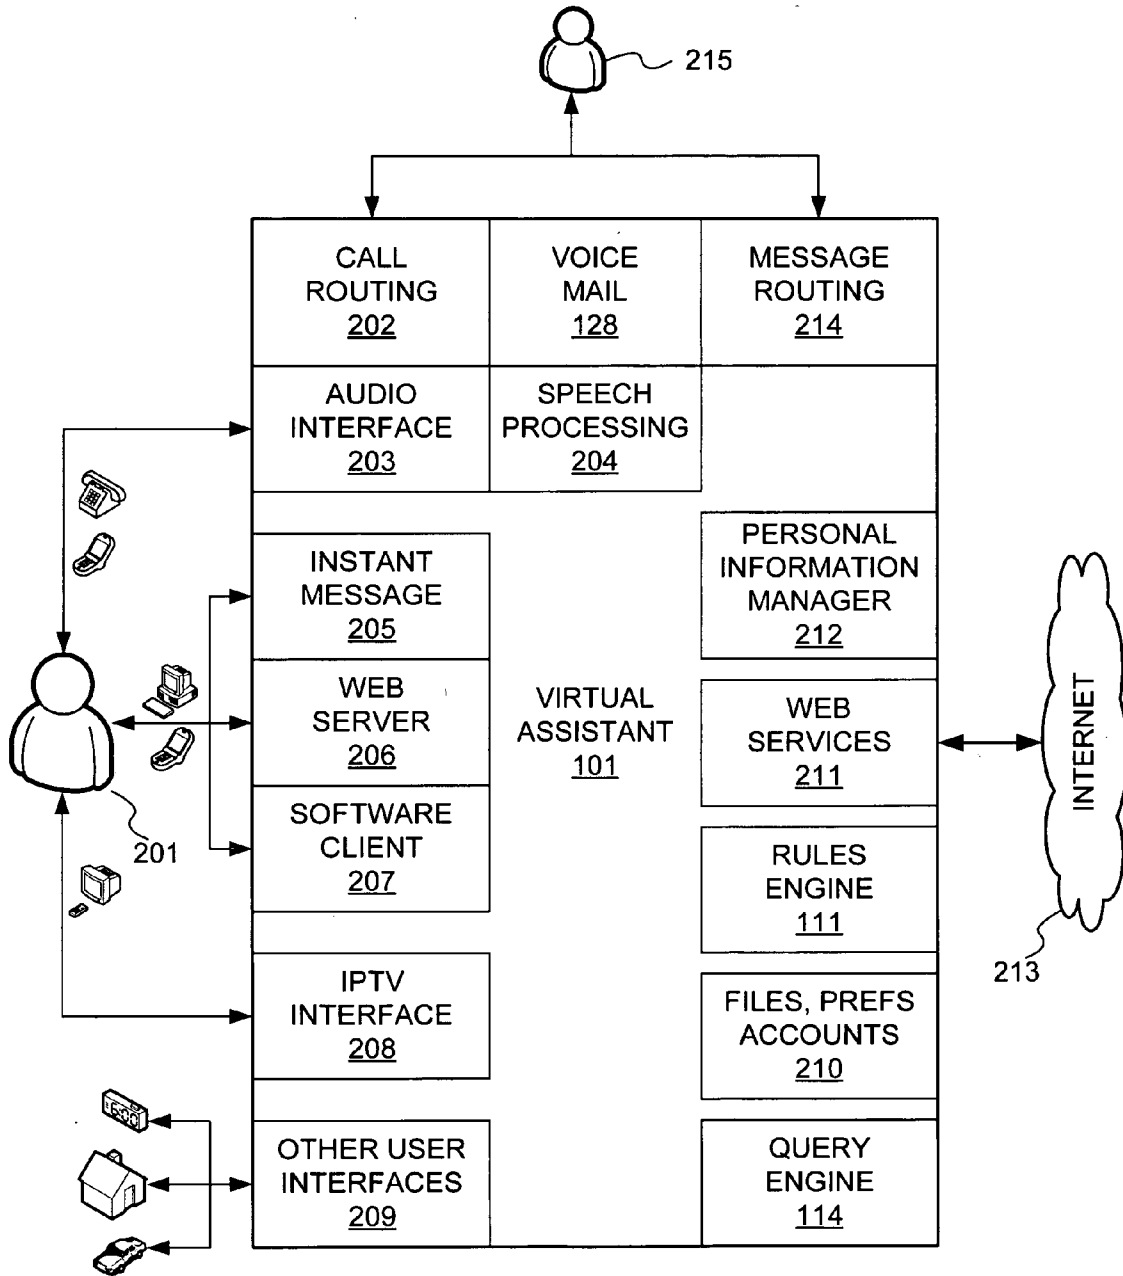 215
CALL
ROUTING
202
VOICE
MAIL
128
MESSAGE
ROUTING
214
AUDIO
INTERFACE
203
SPEECH
PROCESSING
204
INSTANT
MESSAGE
205
PERSONAL
INFORMATION
MANAGER
212
WEB
SERVER
206
VIRTUAL
ASSISTANT
101
WEB
SERVICES
211
INTERNET
201
SOFTWARE
CLIENT
207
RULES
ENGINE
111
213
IPTV
INTERFACE
208
FILES, PREFS
ACCOUNTS
210
6:00
OTHER USER
INTERFACES
209
QUERY
ENGINE
114